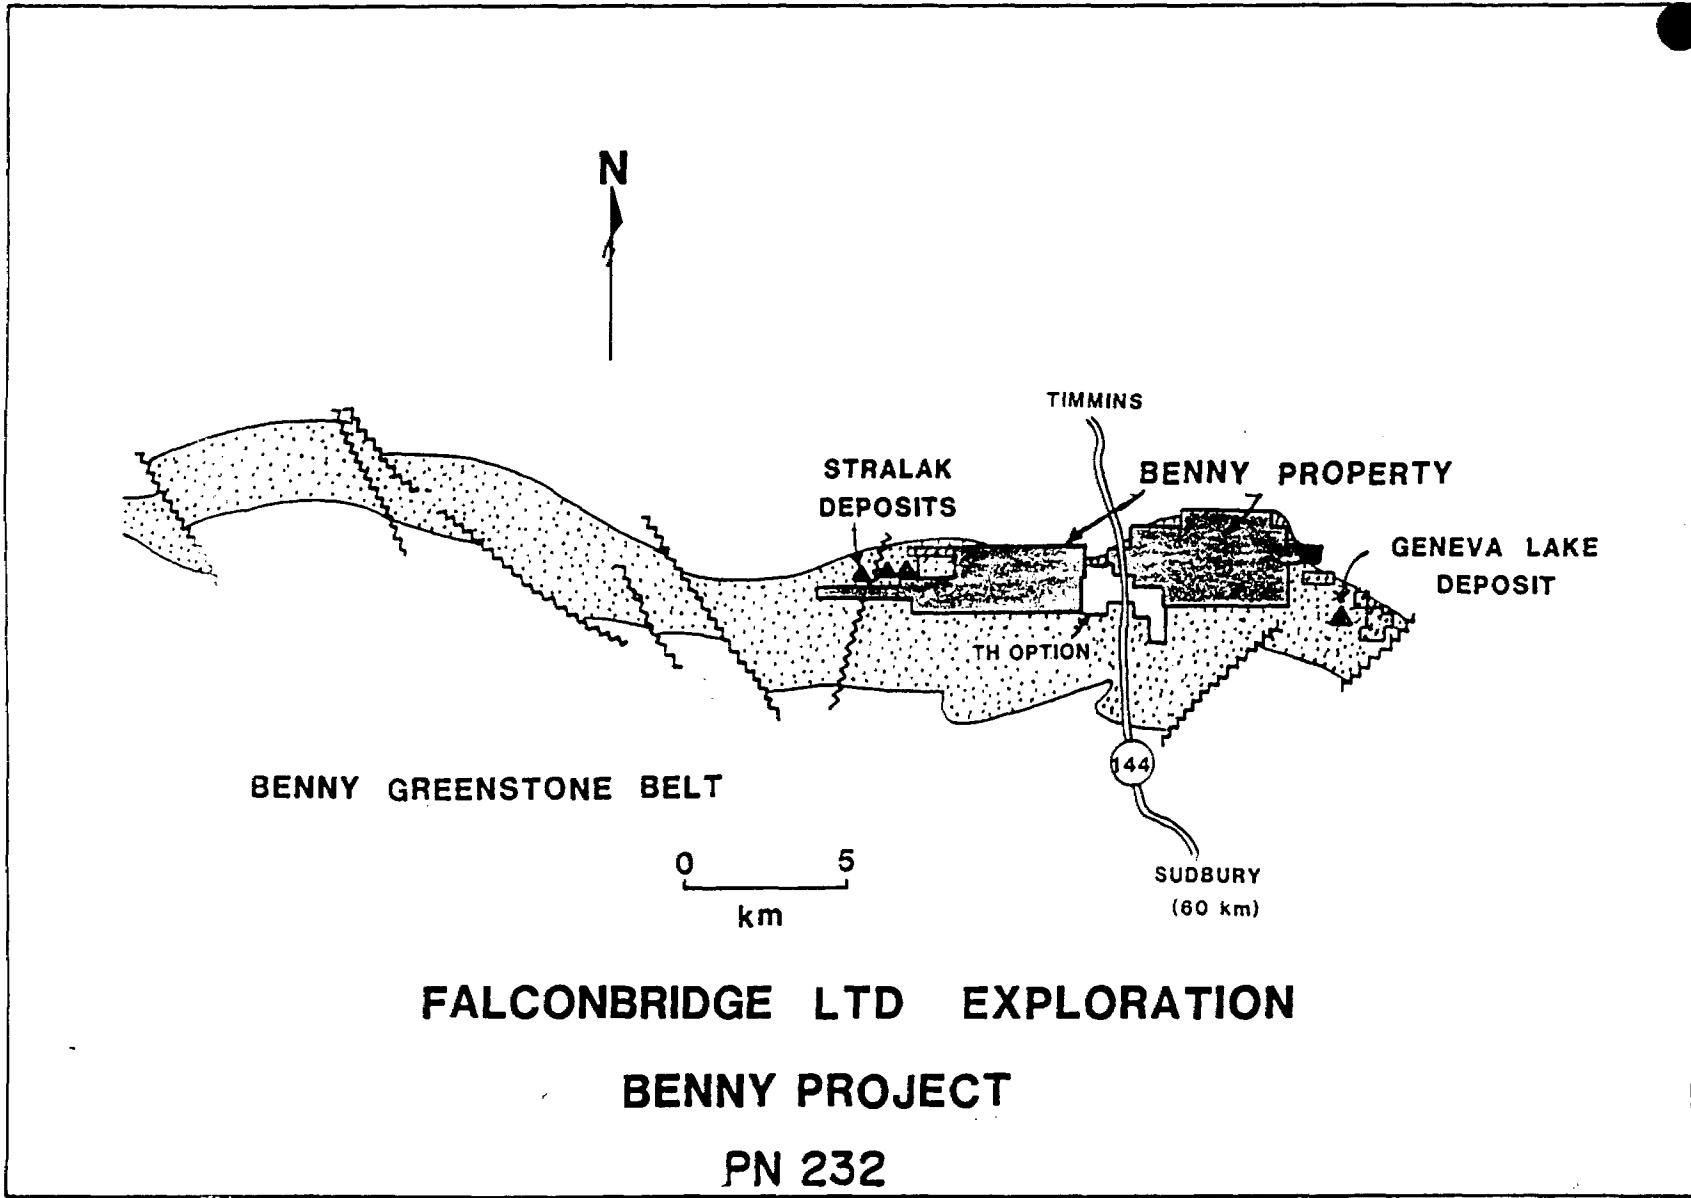 N
TIMMINS
STRALAK
DEPOSITS
BENNY PROPERTY
GENEVA LAKE
DEPOSIT
TH OPTION
144
BENNY GREENSTONE BELT
0 5
km
SUDBURY
(60 km)
FALCONBRIDGE LTD EXPLORATION
BENNY PROJECT
PN 232